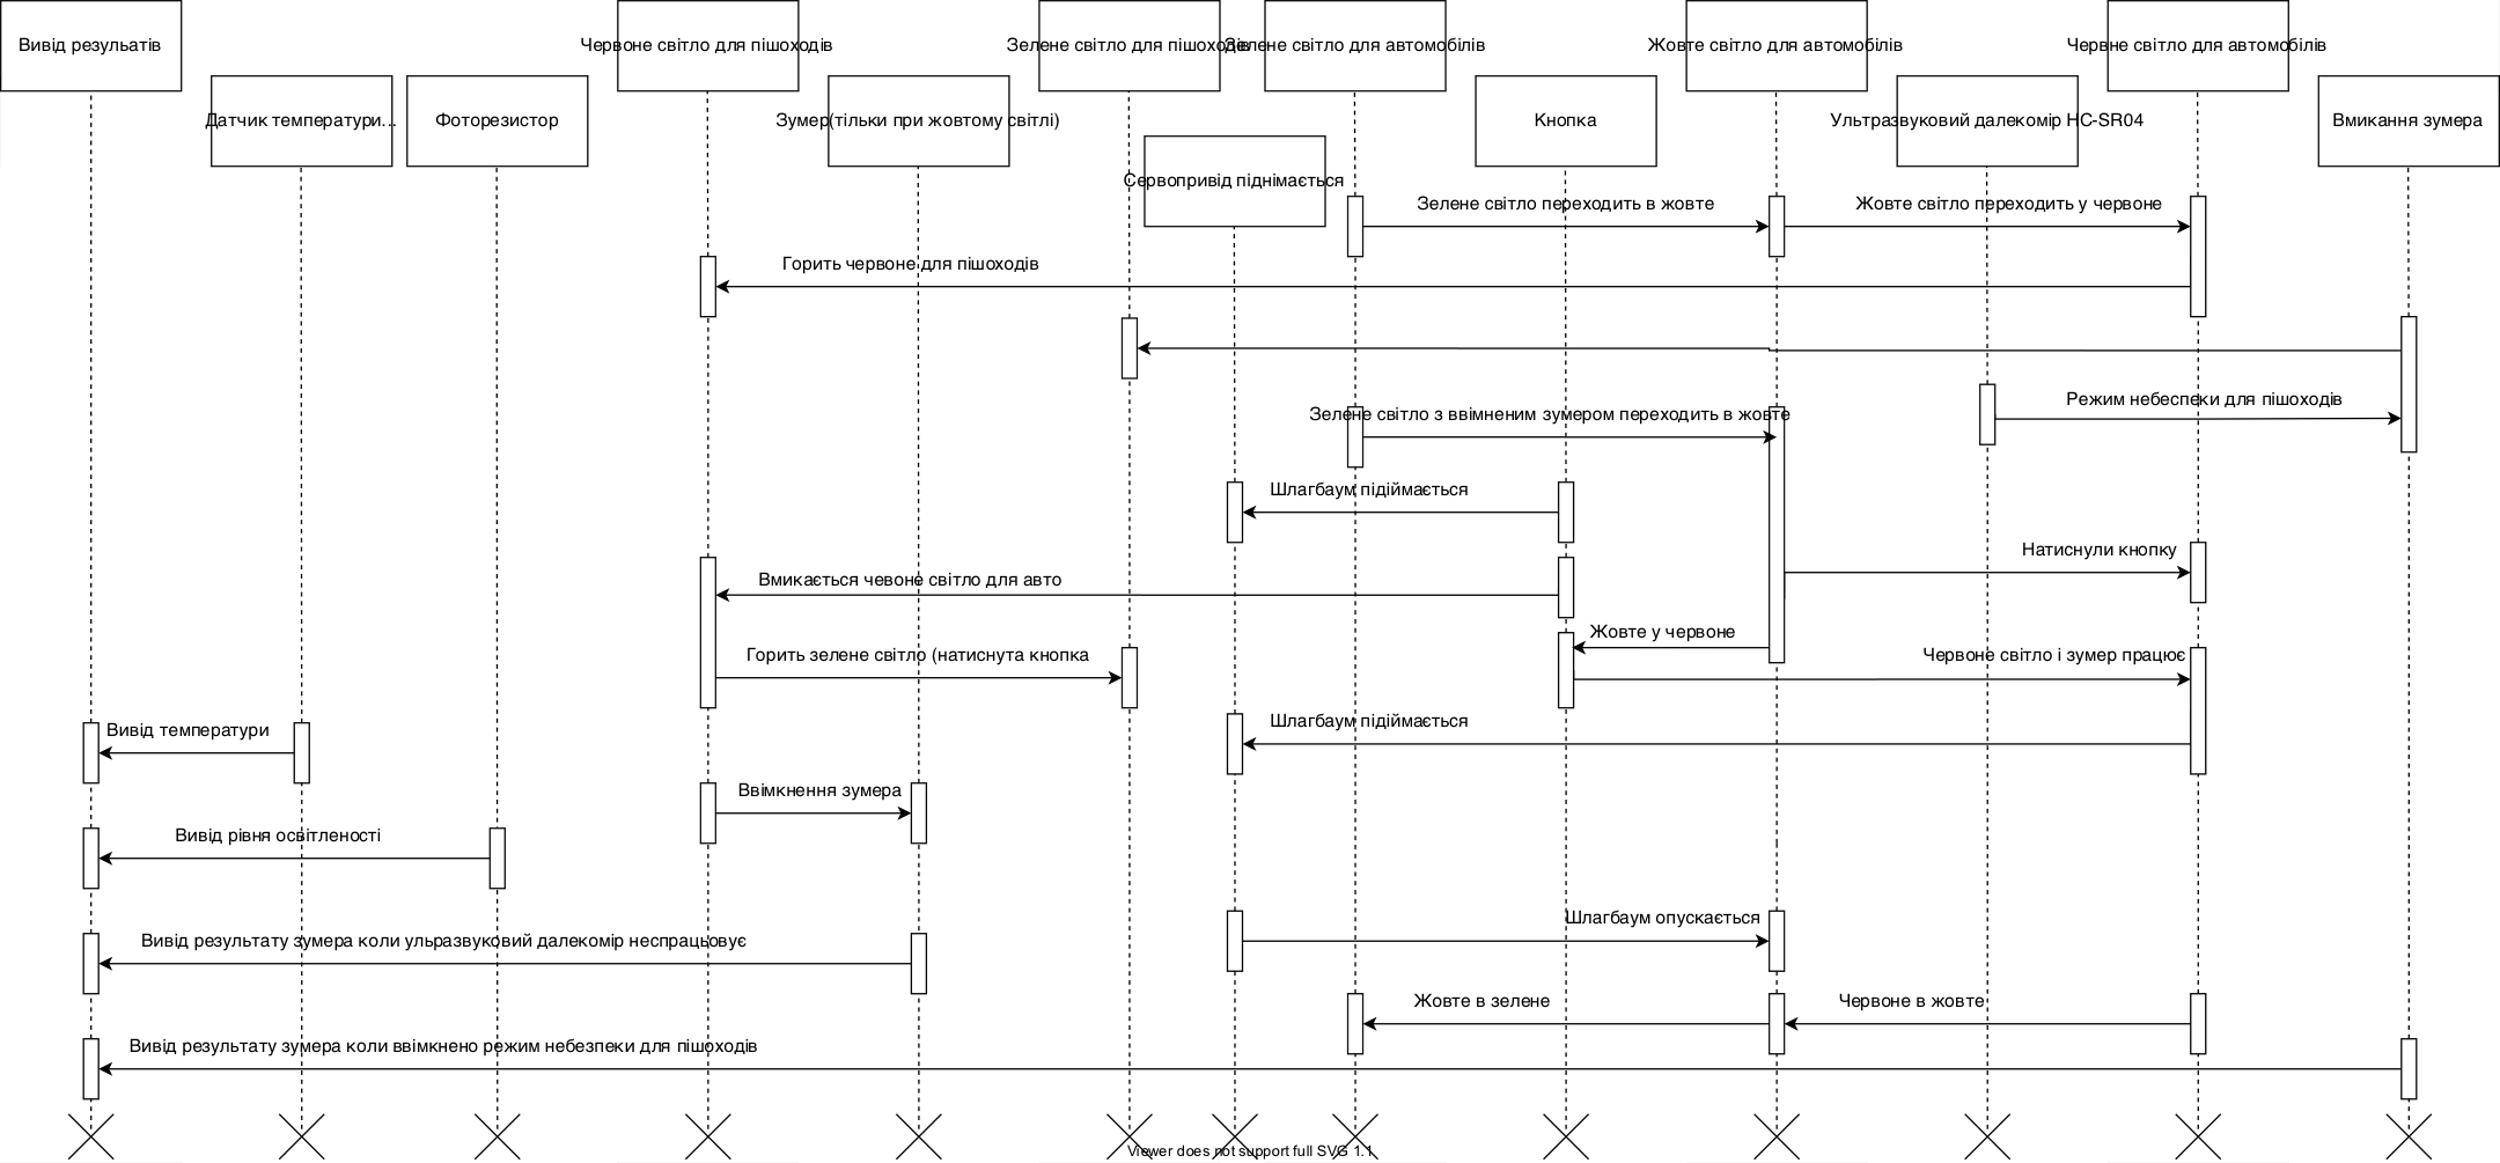 Вивід резульатів
Червоне світло для пішоходів
Зелене світло для пішоходів
Зелене світло для автомобілів
Жовте світло для автомобілів
Червне світло для автомобілів
Датчик температури...
Фоторезистор
Зумер(тільки при жовтому світлі)
Кнопка
Ультразвуковий далекомір HC-SR04
Вмикання зумера
Сервопривід піднімається
Зелене світло переходить в жовте
Жовте світло переходить у червоне
Горить червоне для пішоходів
Режим небеспеки для пішоходів
Зелене світло з ввімненим зумером переходить в жовте
Шлагбаум підіймається
Натиснули кнопку
Вмикається чевоне світло для авто
Жовте у червоне
Горить зелене світло (натиснута кнопка
Червоне світло і зумер працює
Шлагбаум підіймається
Вивід температури
Ввімкнення зумера
Вивід рівня освітленості
Шлагбаум опускається
Вивід результату зумера коли ульразвуковий далекомір неспрацьовує
Жовте в зелене
Червоне в жовте
Вивід результату зумера коли ввімкнено режим небезпеки для пішоходів
Viewer does not support full SVG 1.1